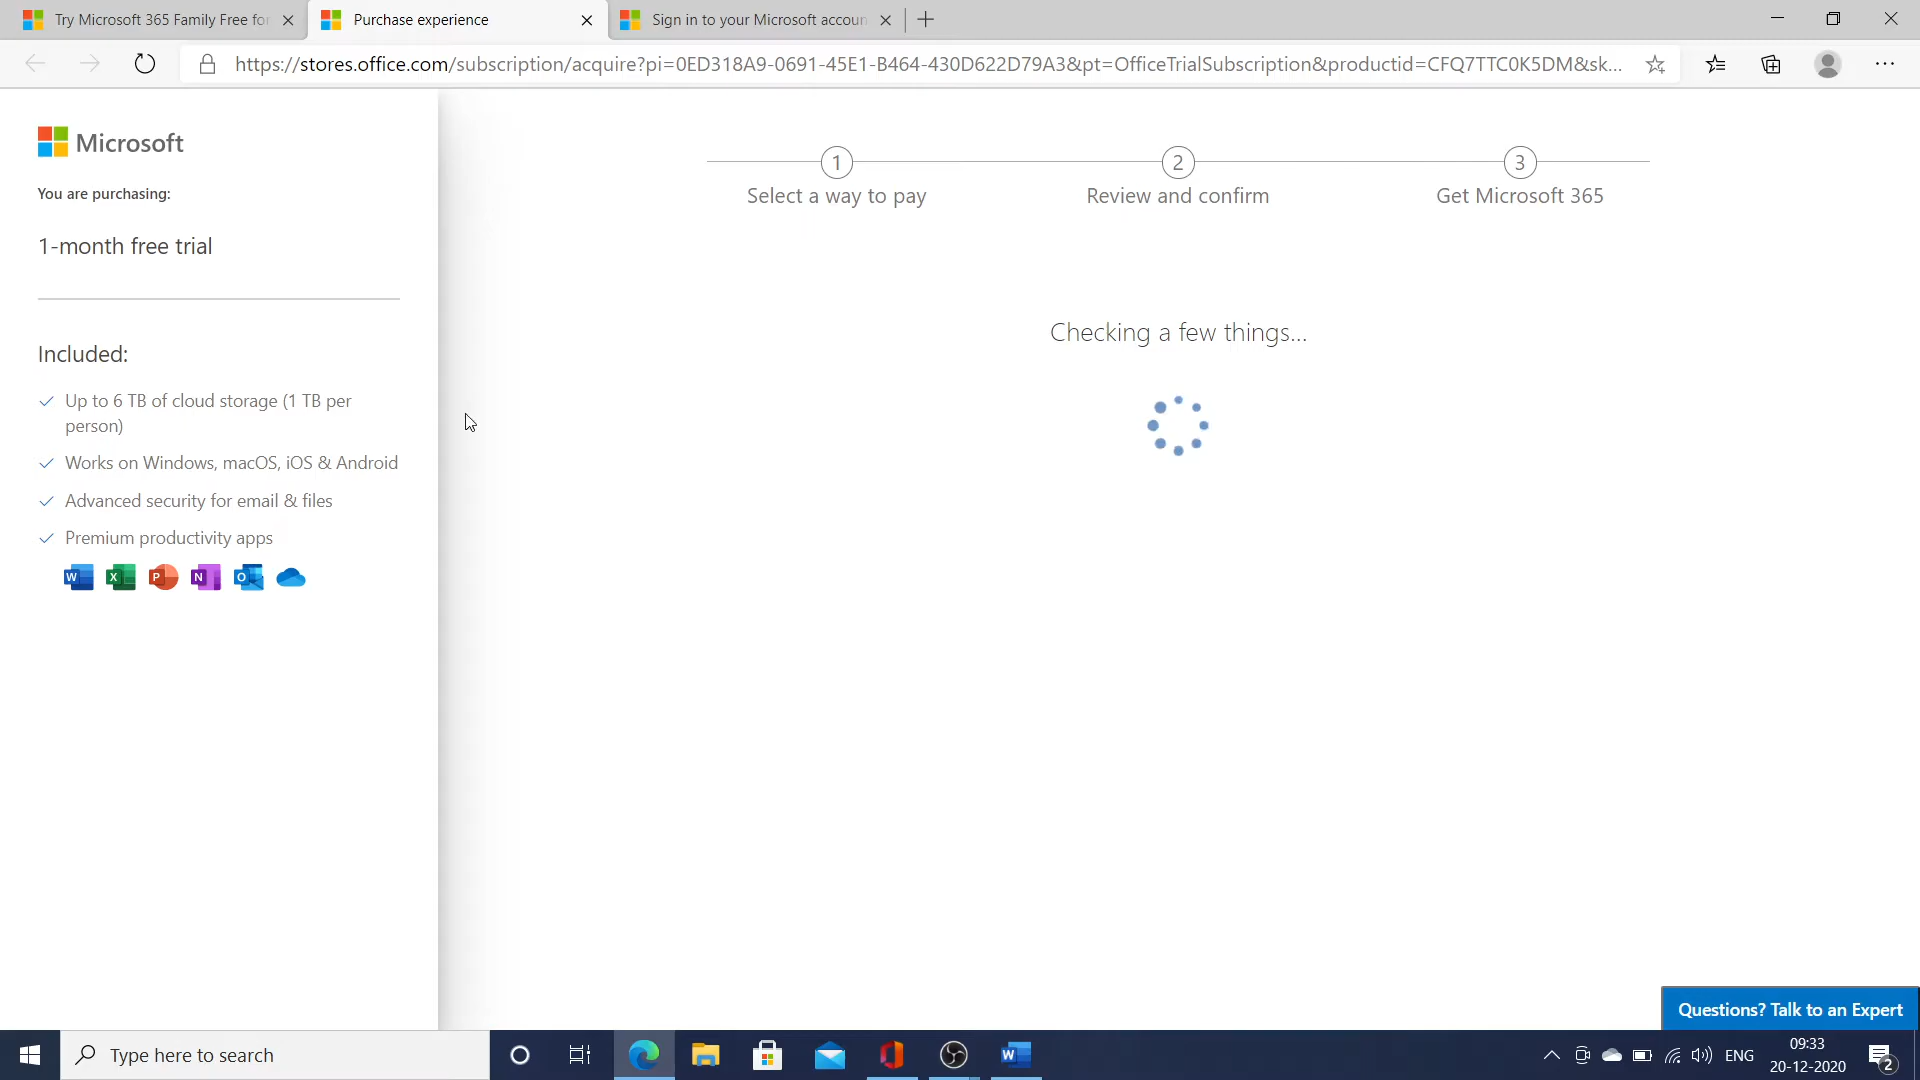 Try Microsoft 365 Family Free for
Purchase experience
Sign in to your Microsoft accoun
https://stores.office.com/subscription/acquire?pi=0ED318A9-0691-45E1-B464-430D622D79A3&pt=OfficeTrialSubscription&productid=CFQ7TTC0K5DM&sk...
Microsoft
You are purchasing:
1-month free trial
Included:
Up to 6 TB of cloud storage (1 TB per
person)
Works on Windows, macOS, iOS & Android
Advanced security for email & files
Premium productivity apps
W X P N O
1 2 3
Select a way to pay
Review and confirm
Get Microsoft 365
Checking a few things...
Questions? Talk to an Expert
Type here to search
W
ENG
09:33
20-12-2020
2